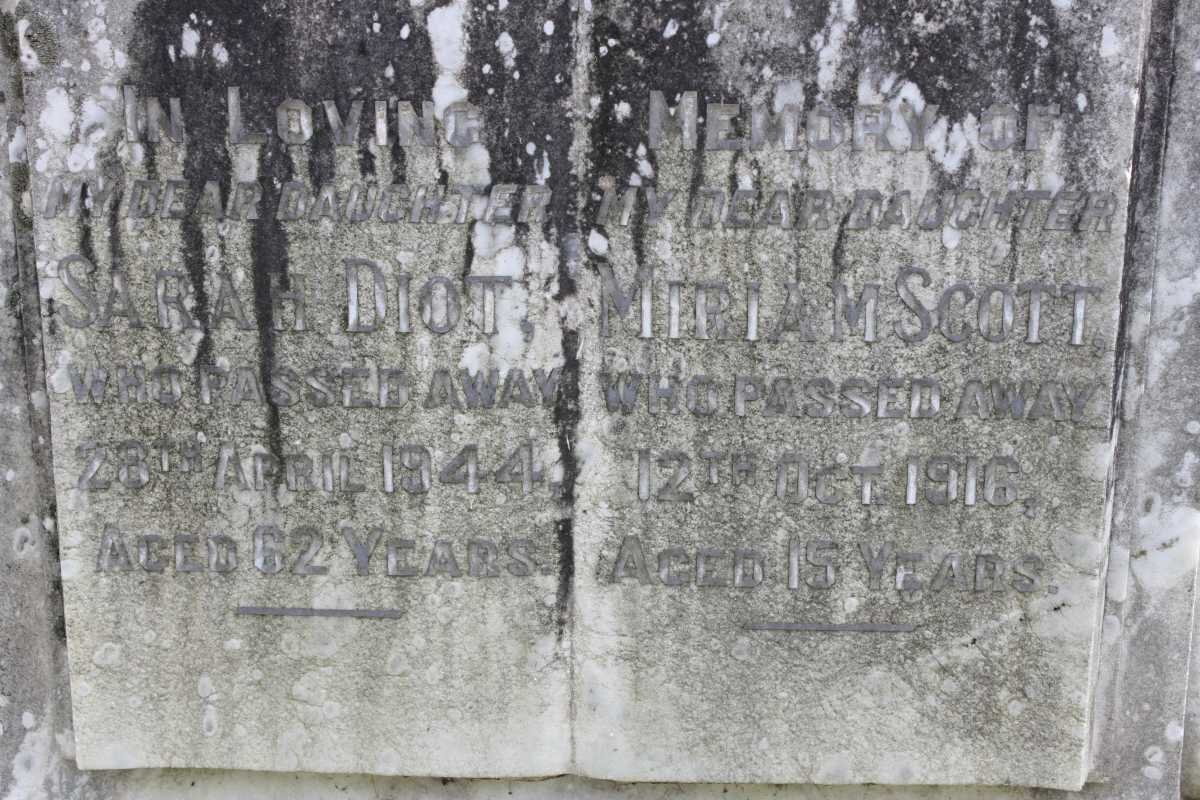 In Loving
My dear daughter
Sarah Diot,
who passed away
28th April 1944,
Aged 62 Years.
Memory of
My dear daughter
Miriam Scott,
who passed away
12th Oct. 1916,
Aged 15 Years.